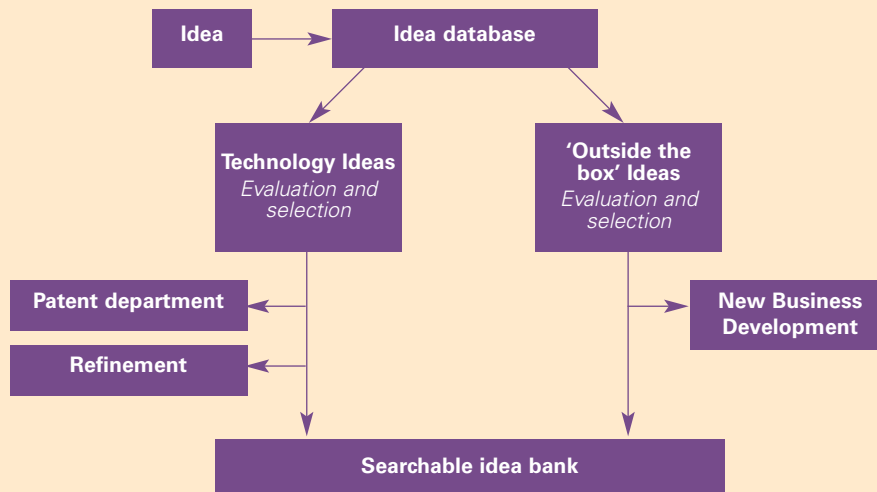 Idea
Idea database
Technology Ideas
Evaluation and
selection
‘Outside the
box’ Ideas
Evaluation and
selection
Patent department
New Business
Development
Refinement
Searchable idea bank